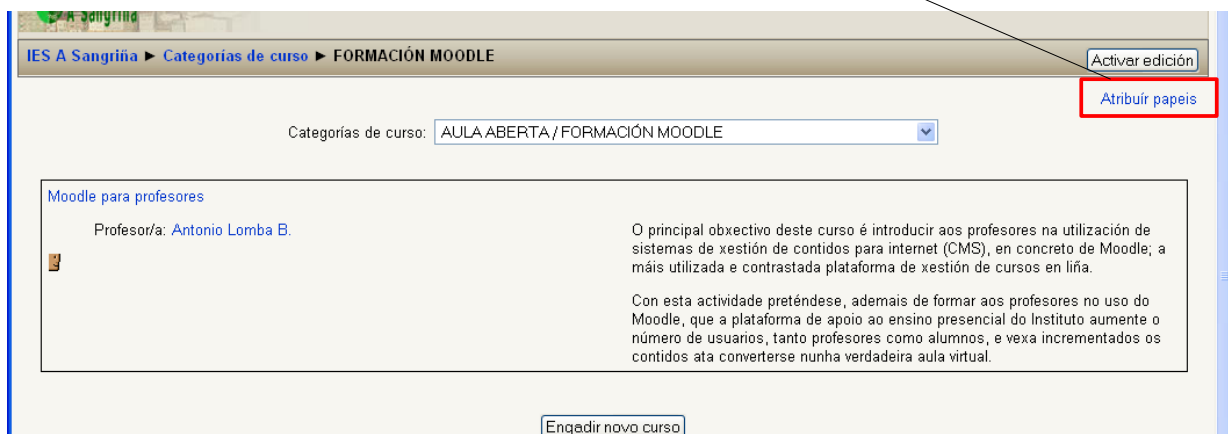 A Sangriña
IES A Sangriña ► Categorías de curso ► FORMACIÓN MOODLE
Activar edición
Atribuír papeis
Categorías de curso: AULA ABERTA / FORMACIÓN MOODLE
Moodle para profesores
Profesor/a: Antonio Lomba B.
O principal obxectivo deste curso é introducir aos profesores na utilización de
sistemas de xestión de contidos para internet (CMS), en concreto de Moodle; a
máis utilizada e contrastada plataforma de xestión de cursos en liña.
Con esta actividade preténdese, ademais de formar aos profesores no uso do
Moodle, que a plataforma de apoio ao ensino presencial do Instituto aumente o
número de usuarios, tanto profesores como alumnos, e vexa incrementados os
contidos ata converterse nunha verdadeira aula virtual.
Engadir novo curso